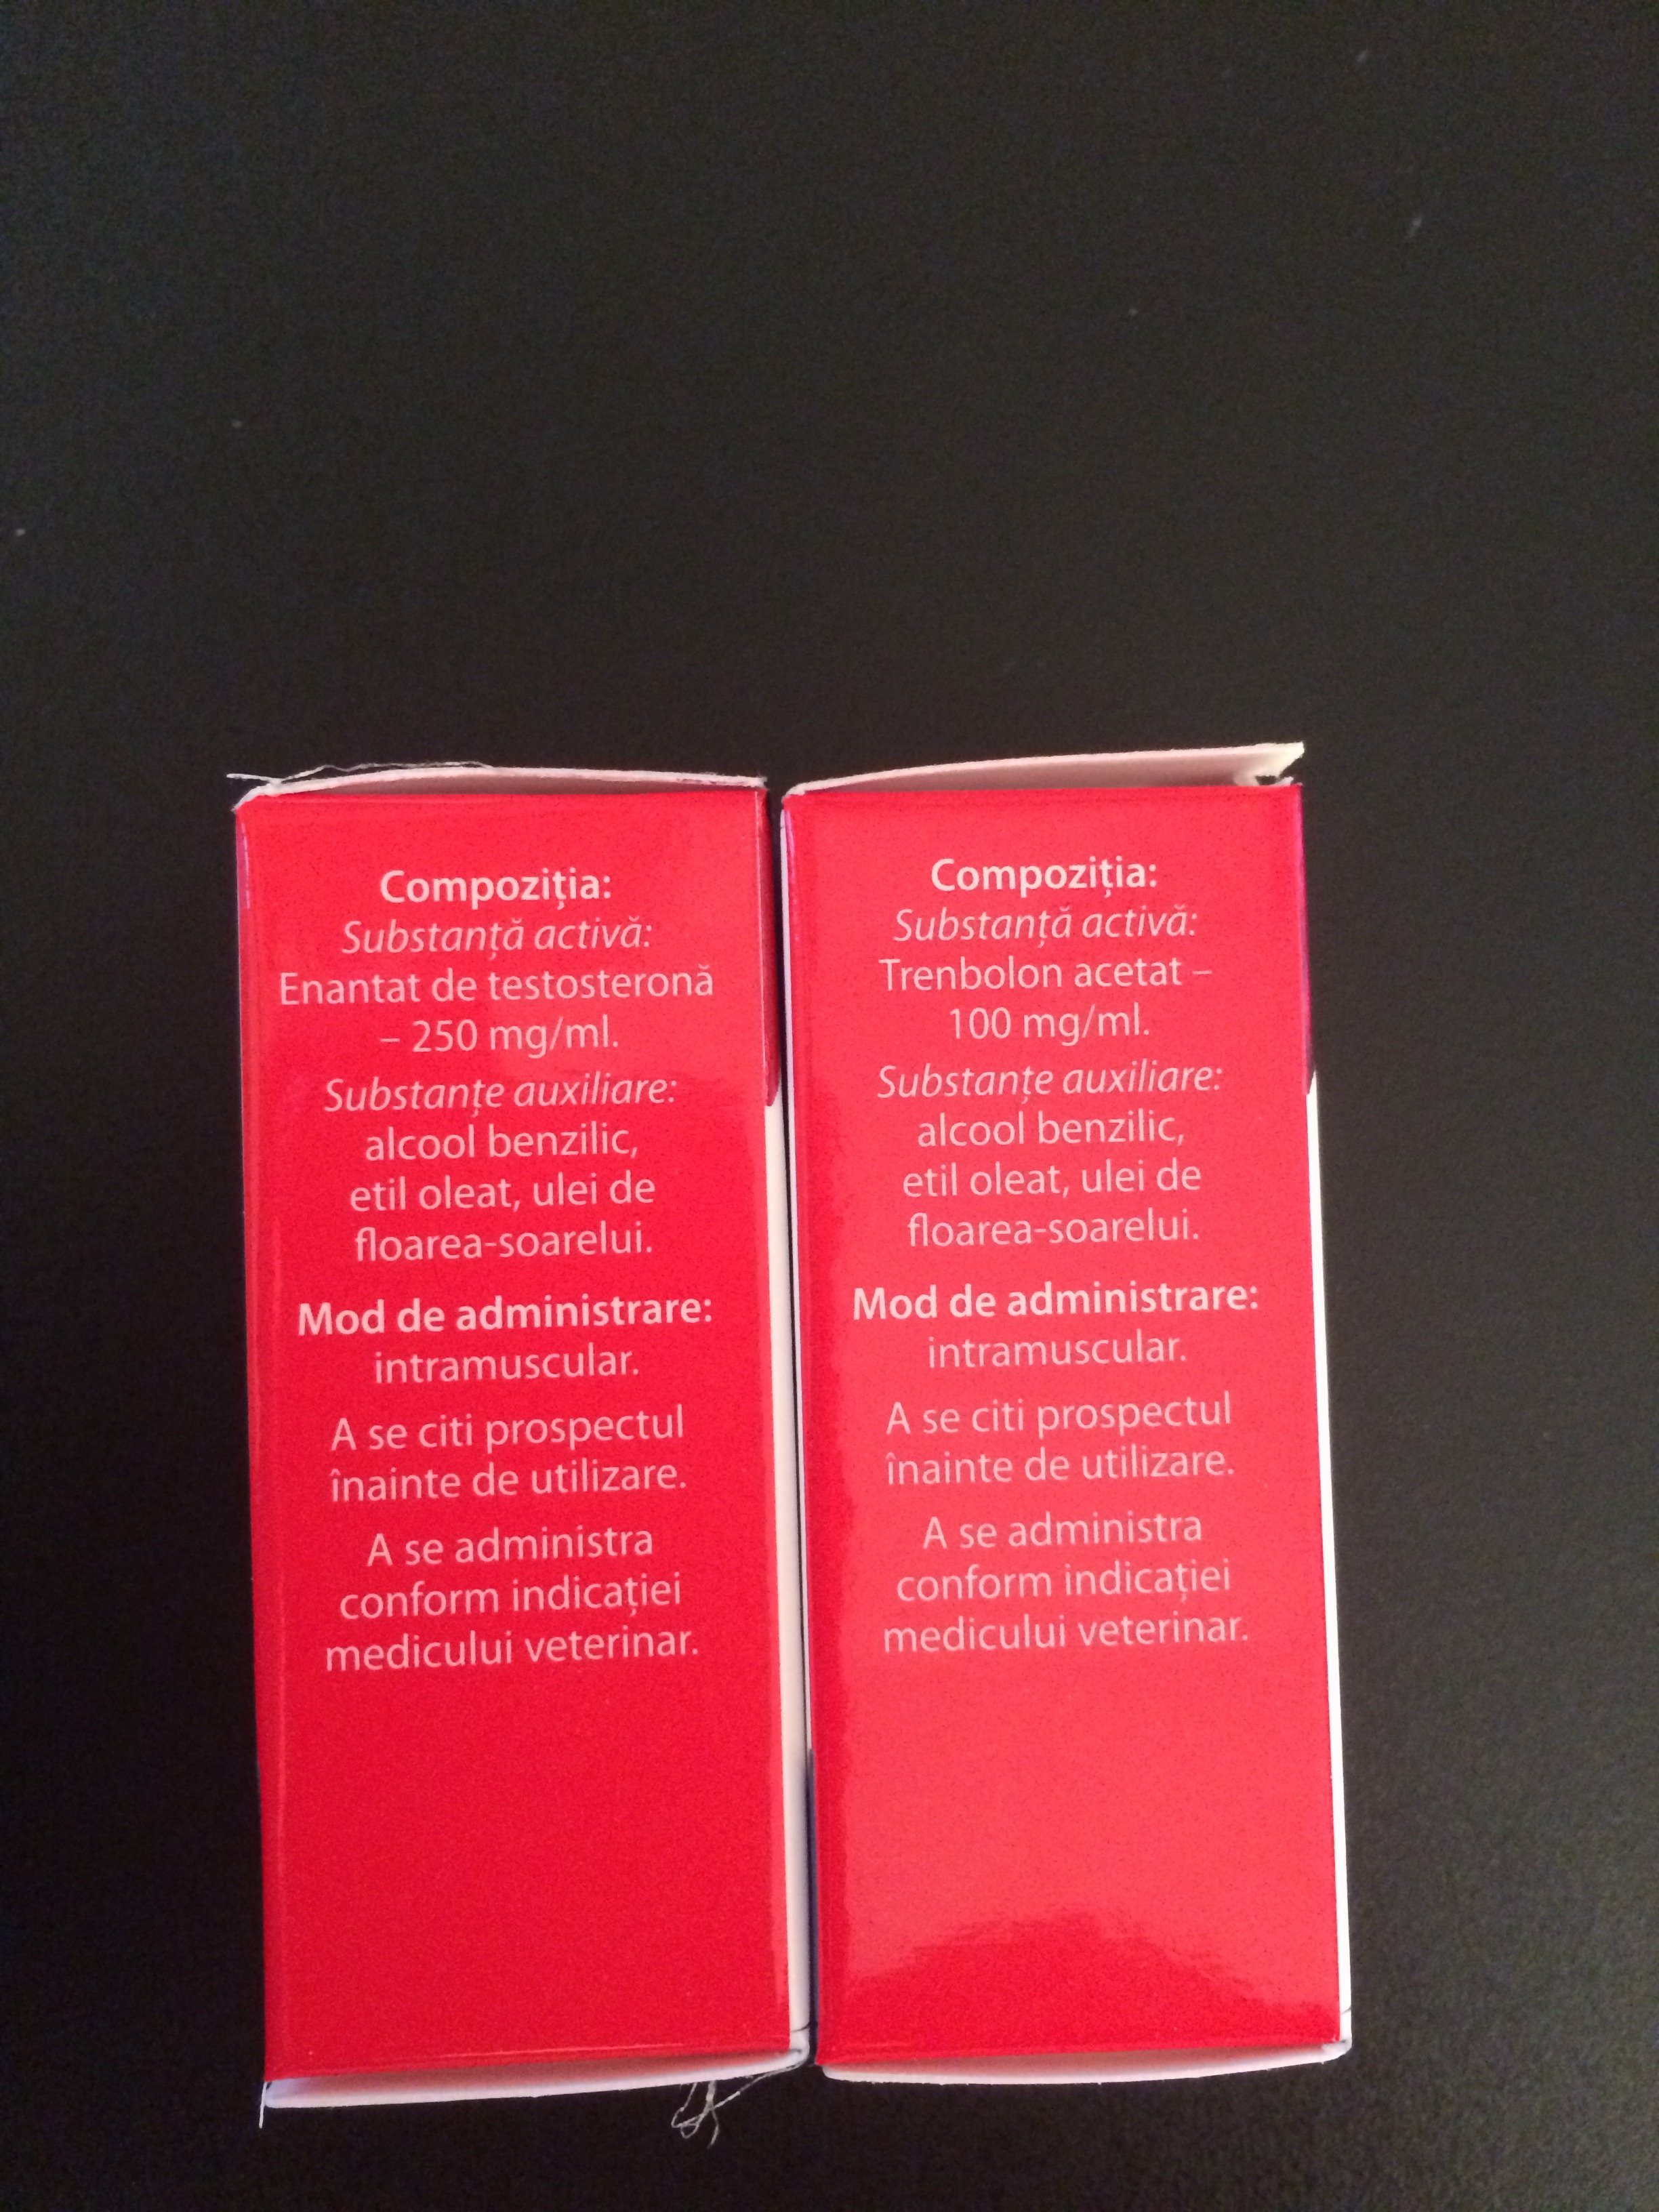 Compoziția:
Substanță activă:
Enantat de testosteronă
– 250 mg/ml.
Substanțe auxiliare:
alcool benzilic,
etil oleat, ulei de
floarea-soarelui.
Mod de administrare:
intramuscular.
A se citi prospectul
înainte de utilizare.
A se administra
conform indicației
medicului veterinar.
Compoziția:
Substanță activă:
Trenbolon acetat –
100 mg/ml.
Substanțe auxiliare:
alcool benzilic,
etil oleat, ulei de
floarea-soarelui.
Mod de administrare:
intramuscular.
A se citi prospectul
înainte de utilizare.
A se administra
conform indicației
medicului veterinar.